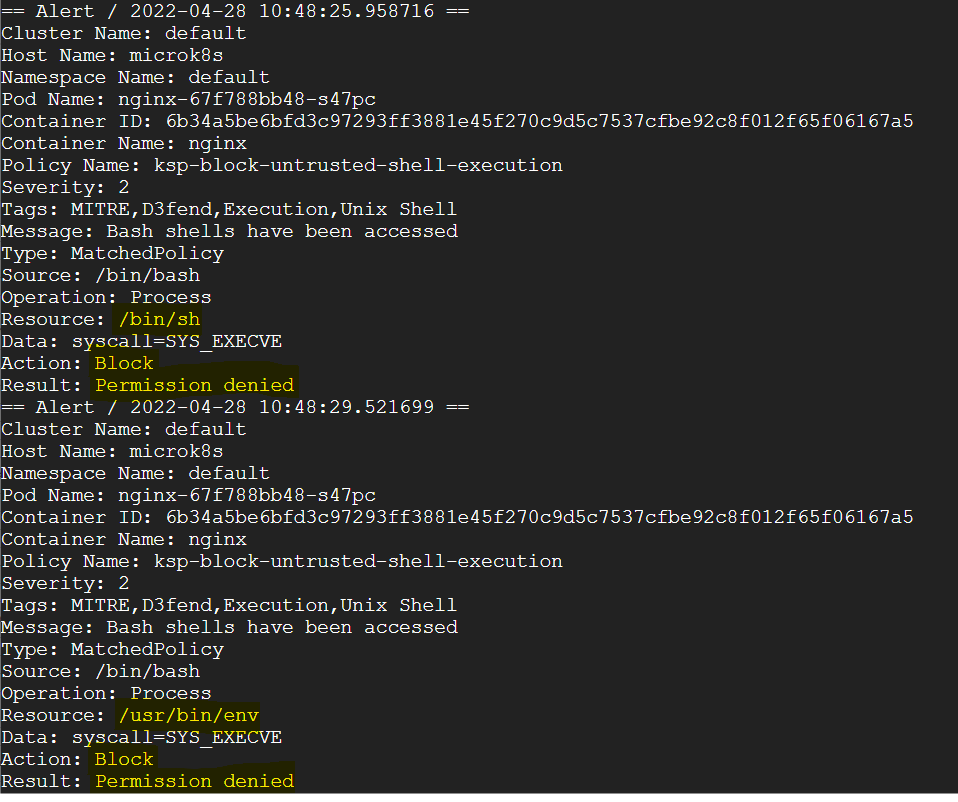 == Alert / 2022-04-28 10:48:25.958716 ==
Cluster Name: default
Host Name: microk8s
Namespace Name: default
Pod Name: nginx-67f788bb48-s47pc
Container ID: 6b34a5be6bfd3c97293ff3881e45f270c9d5c7537cfbe92c8f012f65f06167a5
Container Name: nginx
Policy Name: ksp-block-untrusted-shell-execution
Severity: 2
Tags: MITRE,D3fend,Execution,Unix Shell
Message: Bash shells have been accessed
Type: MatchedPolicy
Source: /bin/bash
Operation: Process
Resource: /bin/sh
Data: syscall=SYS_EXECVE
Action: Block
Result: Permission denied
== Alert / 2022-04-28 10:48:29.521699 ==
Cluster Name: default
Host Name: microk8s
Namespace Name: default
Pod Name: nginx-67f788bb48-s47pc
Container ID: 6b34a5be6bfd3c97293ff3881e45f270c9d5c7537cfbe92c8f012f65f06167a5
Container Name: nginx
Policy Name: ksp-block-untrusted-shell-execution
Severity: 2
Tags: MITRE,D3fend,Execution,Unix Shell
Message: Bash shells have been accessed
Type: MatchedPolicy
Source: /bin/bash
Operation: Process
Resource: /usr/bin/env
Data: syscall=SYS_EXECVE
Action: Block
Result: Permission denied